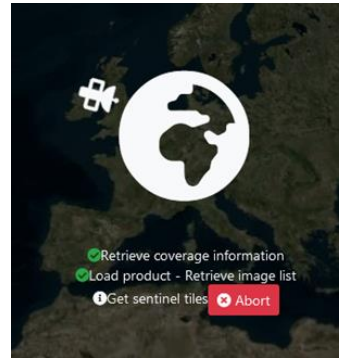 Retrieve coverage information
Load product - Retrieve image list
Get sentinel tiles Abort